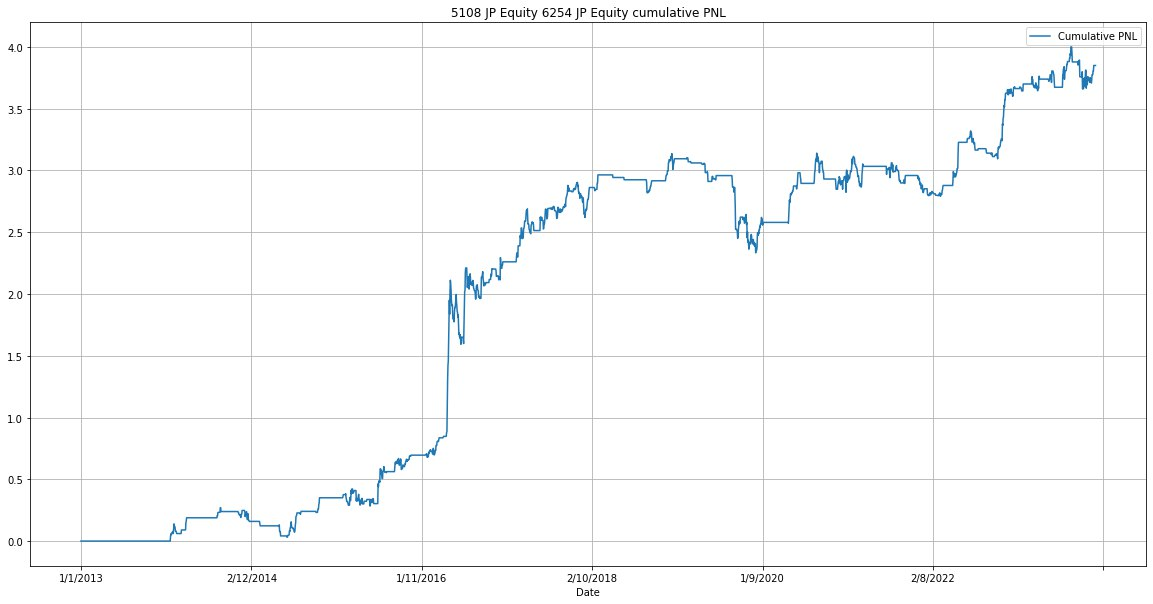 5108 JP Equity 6254 JP Equity cumulative PNL
Cumulative PNL
4.0
3.5
3.0
2.5
2.0
1.5
1.0
0.5
0.0
1/1/2013 2/12/2014 1/11/2016 2/10/2018 1/9/2020 2/8/2022
Date